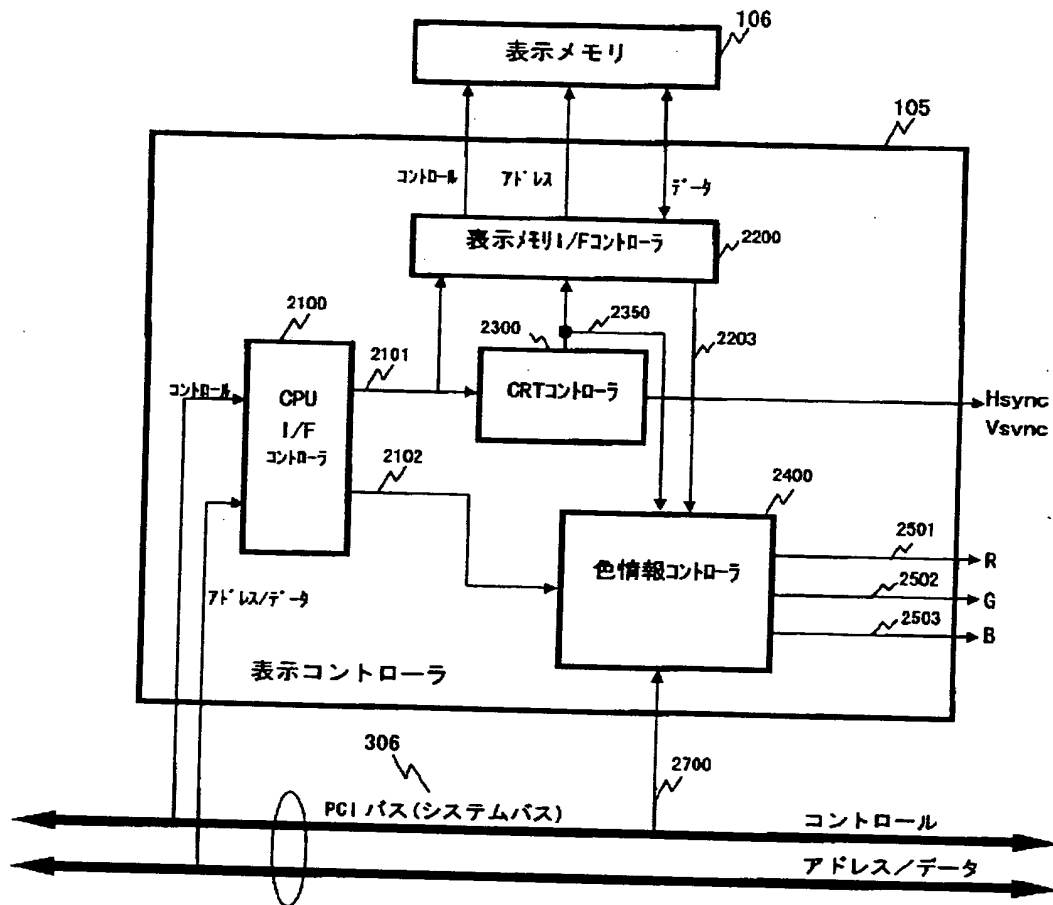 106
表示メモリ
105
コントロール
アドレス
データ
表示メモリI/Fコントローラ
2200
2100
2101
2300
2350
2203
コントロール
CPU
I/F
コントローラ
CRTコントローラ
Hsync
Vsvnc
2102
2400
色情報コントローラ
2501
R
2502
G
2503
B
アドレス/データ
表示コントローラ
306
2700
PCIバス(システムバス)
コントロール
アドレス/データ